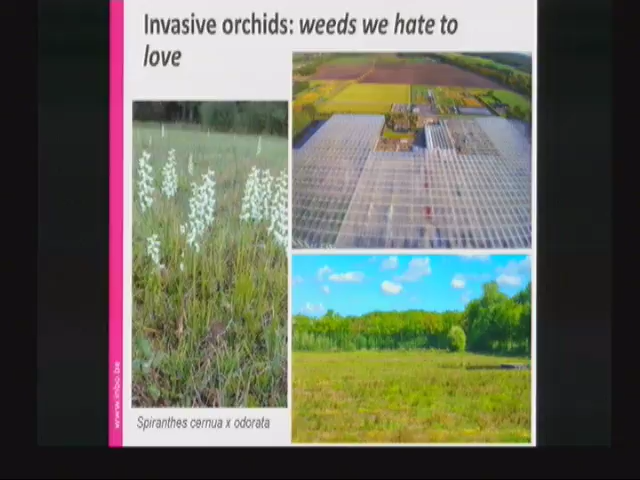 Invasive orchids: weeds we hate to
love
www.inbo.be
Spiranthes cernua x odorata